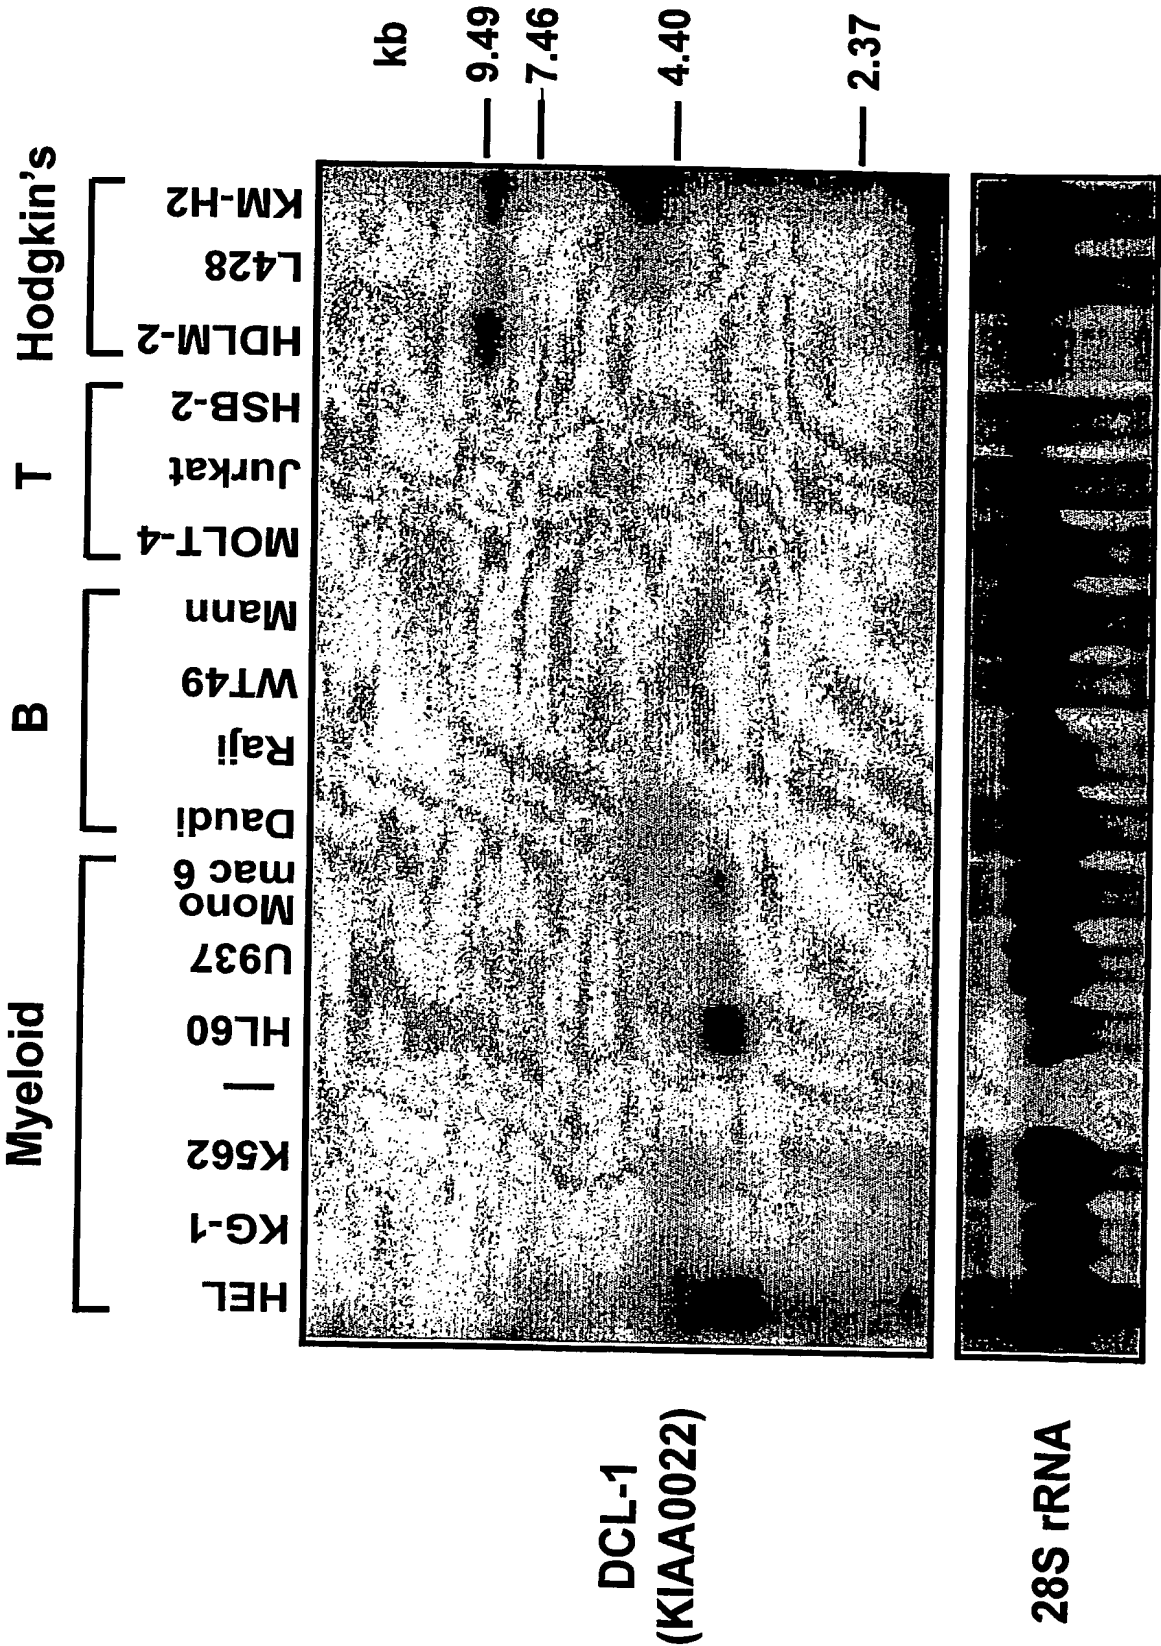 Myeloid
B
T
Hodgkin's
HEL
KG-1
K562
—
HL60
U937
Mono
mac 6
Daudi
Raji
WT49
Mann
MOLT-4
Jurkat
HSB-2
HDLM-2
L428
KM-H2
kb
9.49
7.46
4.40
2.37
DCL-1
(KIAA0022)
28S rRNA